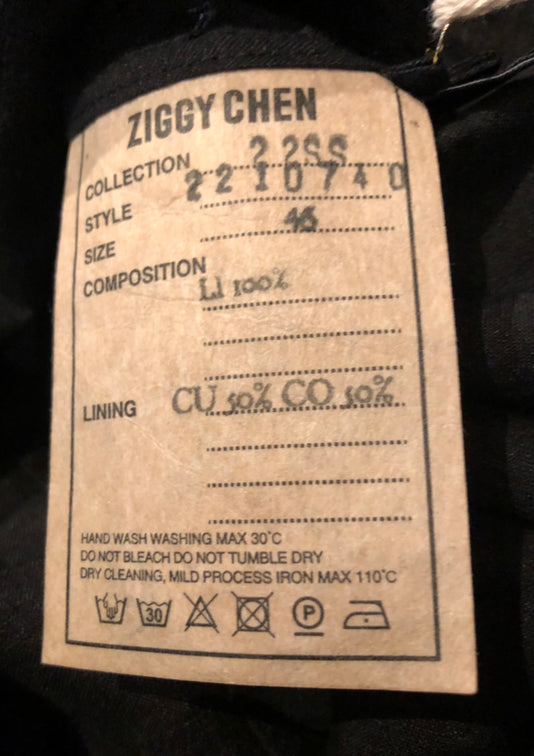 ZIGGY CHEN
COLLECTION 22SS
STYLE 2210740
SIZE 46
COMPOSITION LI 100%
LINING CU 50% CO 50%
HAND WASH WASHING MAX 30°C
DO NOT BLEACH DO NOT TUMBLE DRY
DRY CLEANING, MILD PROCESS IRON MAX 110°C
30 P